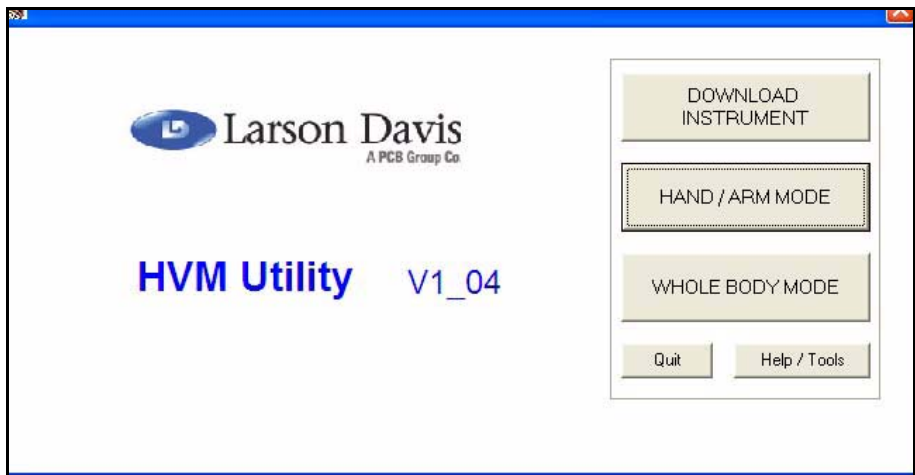 Larson Davis
A PCB Group Co.
HVM Utility V1_04
DOWNLOAD
INSTRUMENT
HAND / ARM MODE
WHOLE BODY MODE
Quit Help / Tools